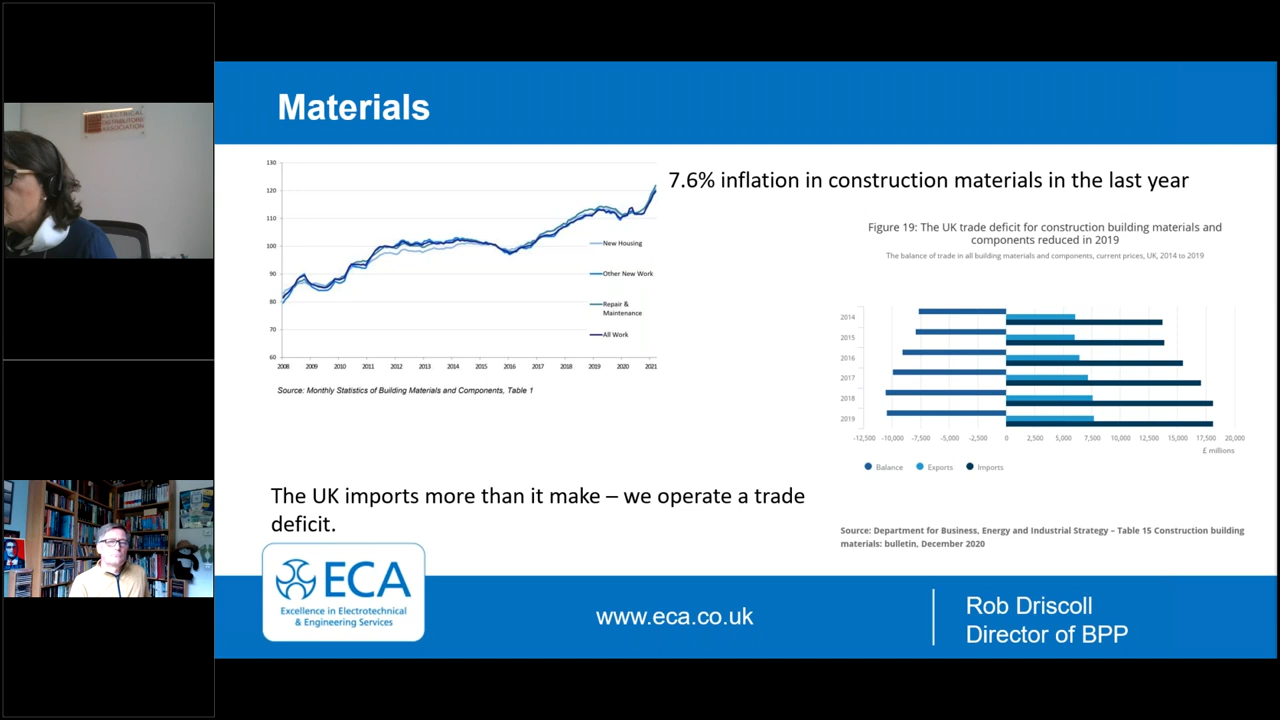 ELECTRICAL
DISTRIBUTORS
ASSOCIATION
Materials
130
120
110
100
90
80
70
60
New Housing
Other New Work
Repair &
Maintenance
All Work
2008 2009 2010 2011 2012 2013 2014 2015 2016 2017 2018 2019 2020 2021
Source: Monthly Statistics of Building Materials and Components, Table 1
7.6% inflation in construction materials in the last year
Figure 19: The UK trade deficit for construction building materials and
components reduced in 2019
The balance of trade in all building materials and components, current prices, UK, 2014 to 2019
2014
2015
2016
2017
2018
2019
-12,500 -10,000 -7,500 -5,000 -2,500 0 2,500 5,000 7,500 10,000 12,500 15,000 17,500 20,000
£ millions
Balance Exports Imports
The UK imports more than it make – we operate a trade
deficit.
Source: Department for Business, Energy and Industrial Strategy – Table 15 Construction building
materials: bulletin, December 2020
ECA
Excellence in Electrotechnical
& Engineering Services
www.eca.co.uk
Rob Driscoll
Director of BPP